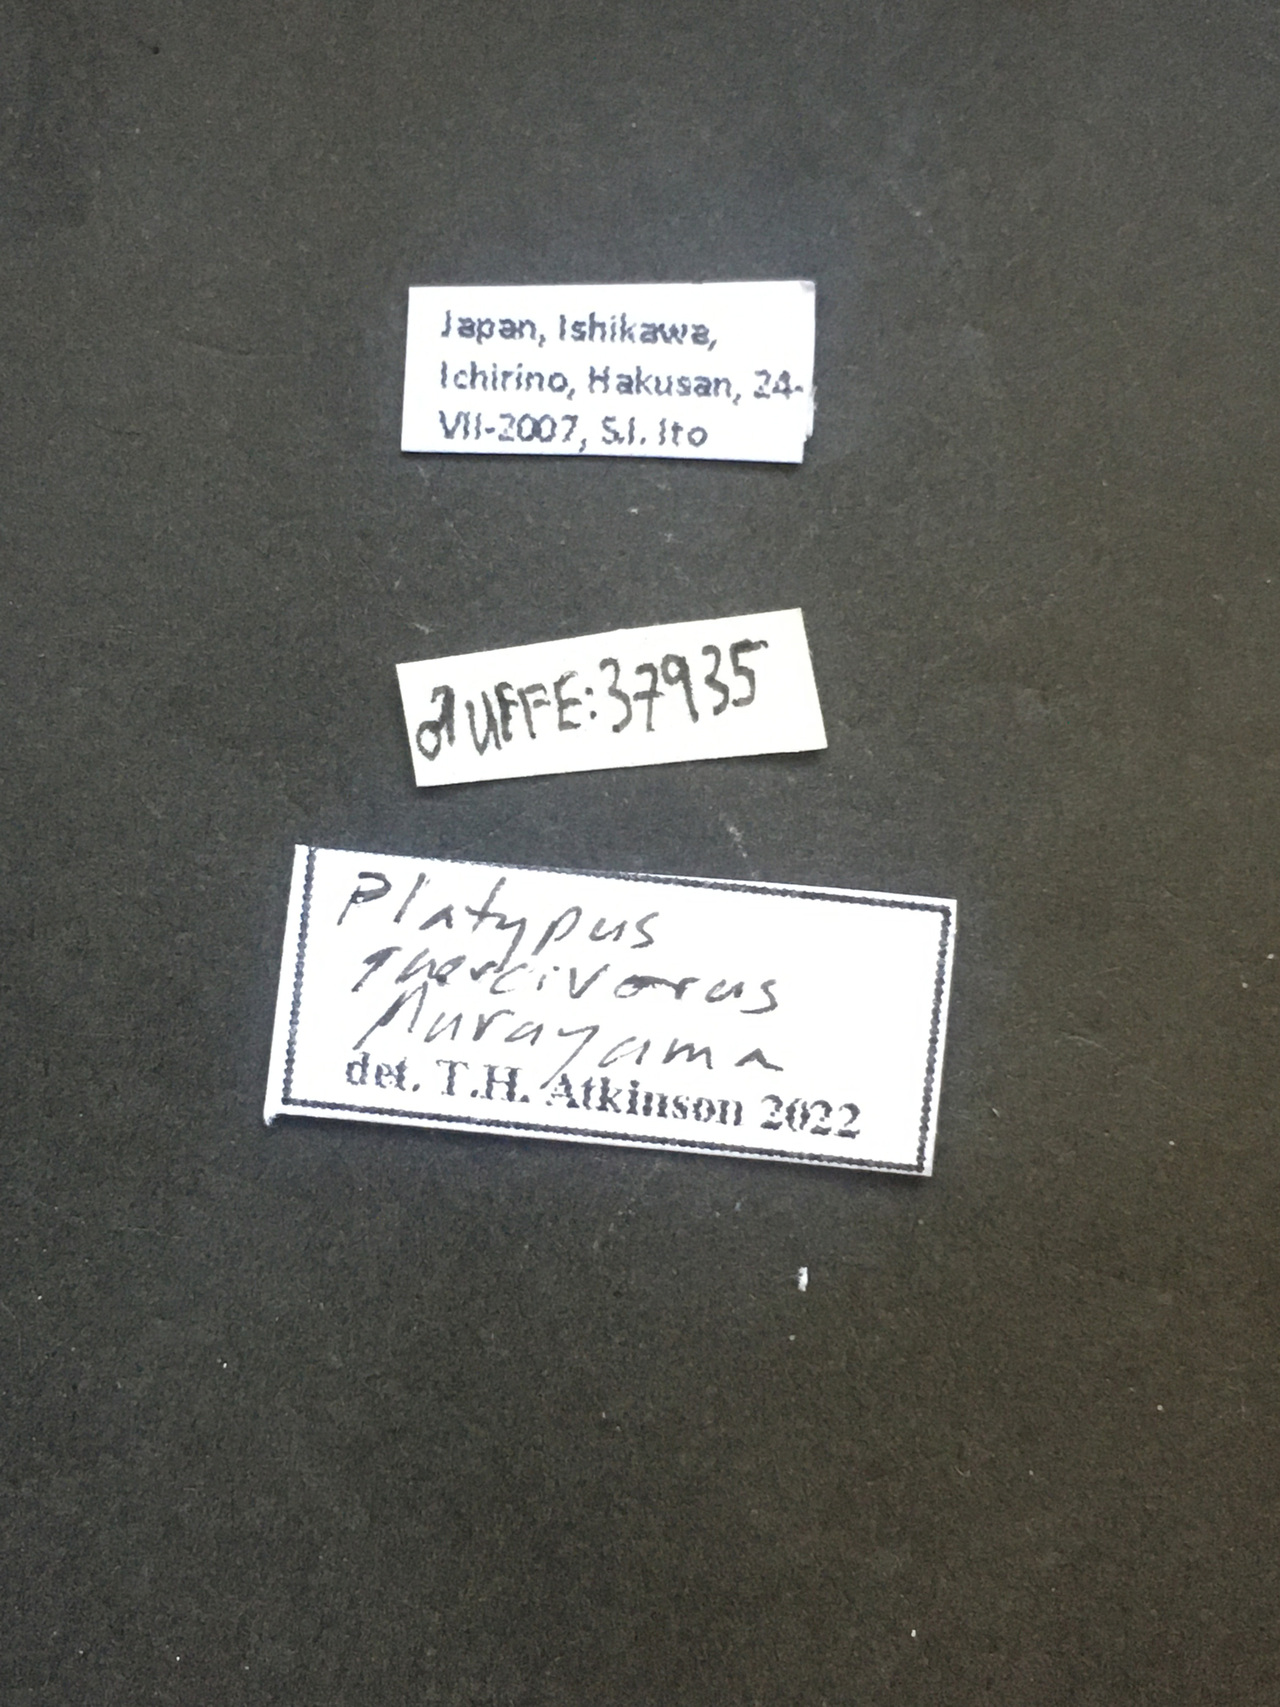 Japan, Ishikawa,
Ichirino, Hakusan, 24-
VII-2007, S.I. Ito
♂UFFE:37935
Platypus
quercivorus
Murayama
det. T.H. Atkinson 2022